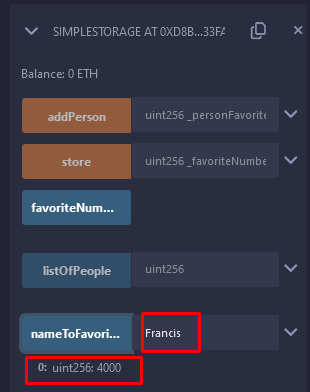 SIMPLESTORAGE AT 0XD8B...33FA
Balance: 0 ETH
addPerson uint256 _personFavorite
store uint256 _favoriteNumbe
favoriteNum...
listOfPeople uint256
nameToFavori... Francis
0: uint256: 4000